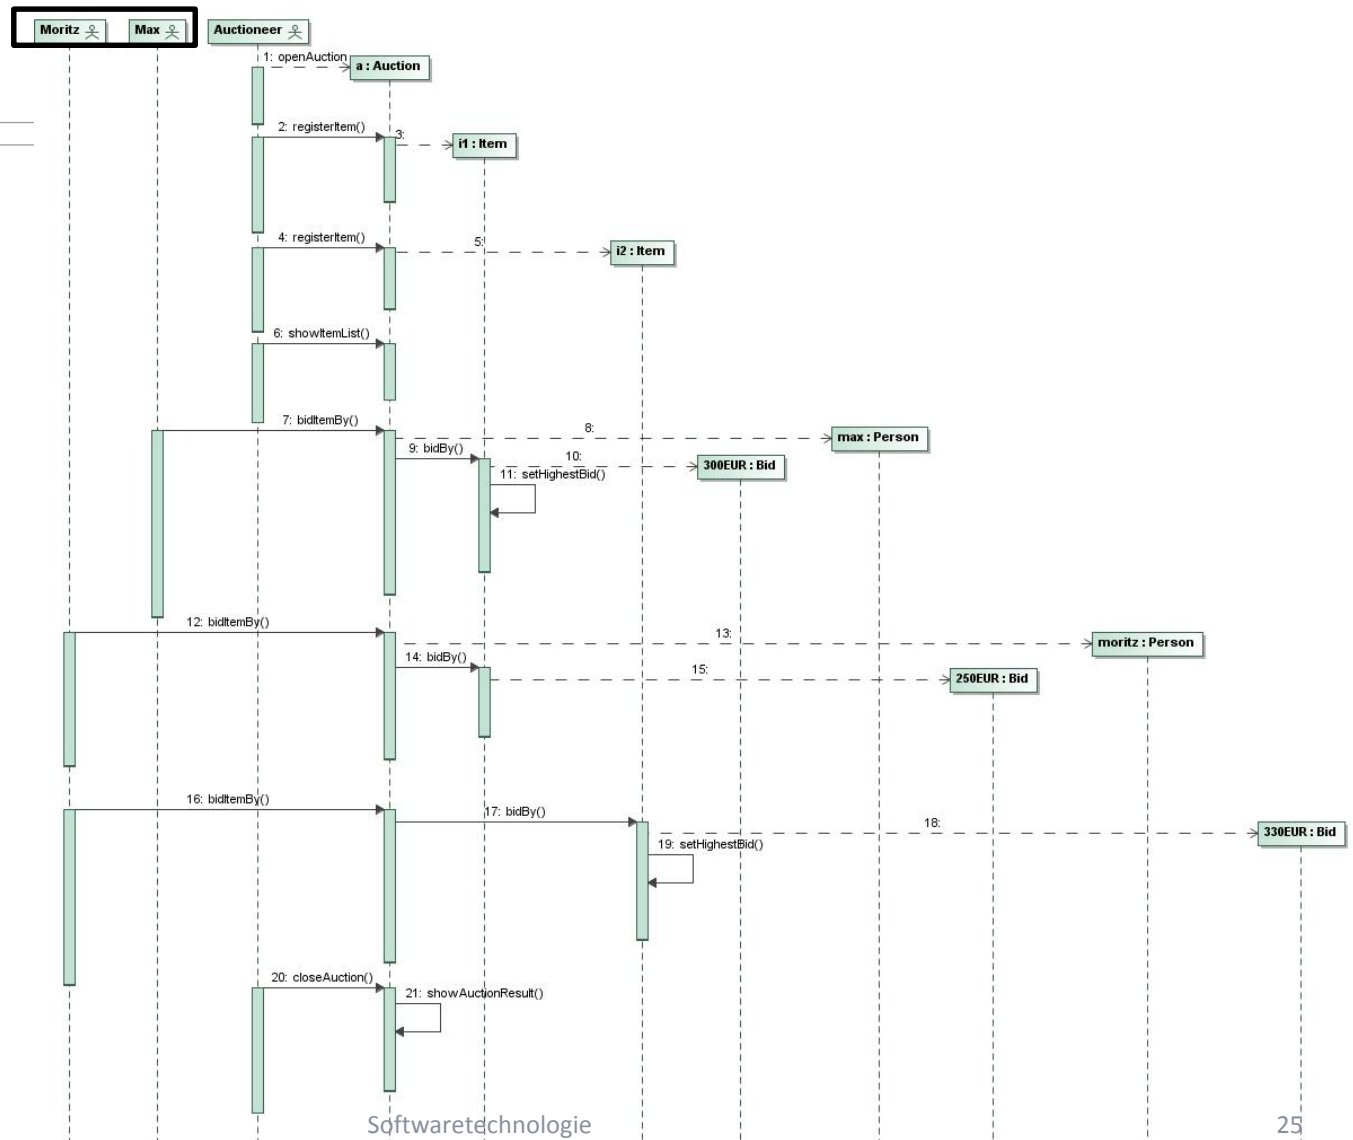 Moritz
Max
Auctioneer
1: openAuction
a : Auction
2: registerItem()
3:
i1 : Item
4: registerItem()
5:
i2 : Item
6: showItemList()
7: bidItemBy()
8:
max : Person
9: bidBy()
10:
300EUR : Bid
11: setHighestBid()
12: bidItemBy()
13:
moritz : Person
14: bidBy()
15:
250EUR : Bid
16: bidItemBy()
17: bidBy()
18:
330EUR : Bid
19: setHighestBid()
20: closeAuction()
21: showAuctionResult()
Softwaretechnologie
25